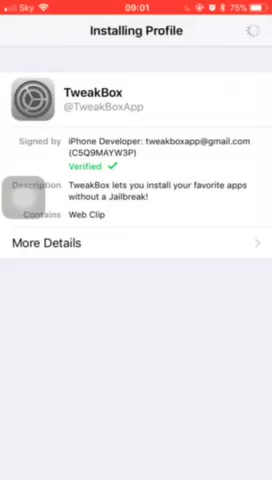 Sky 09:01 75%
Installing Profile
TweakBox
@TweakBoxApp
Signed by iPhone Developer: tweakboxapp@gmail.com
(C5Q9MAYW3P)
Verified ✓
Description TweakBox lets you install your favorite apps
without a Jailbreak!
Contains Web Clip
More Details